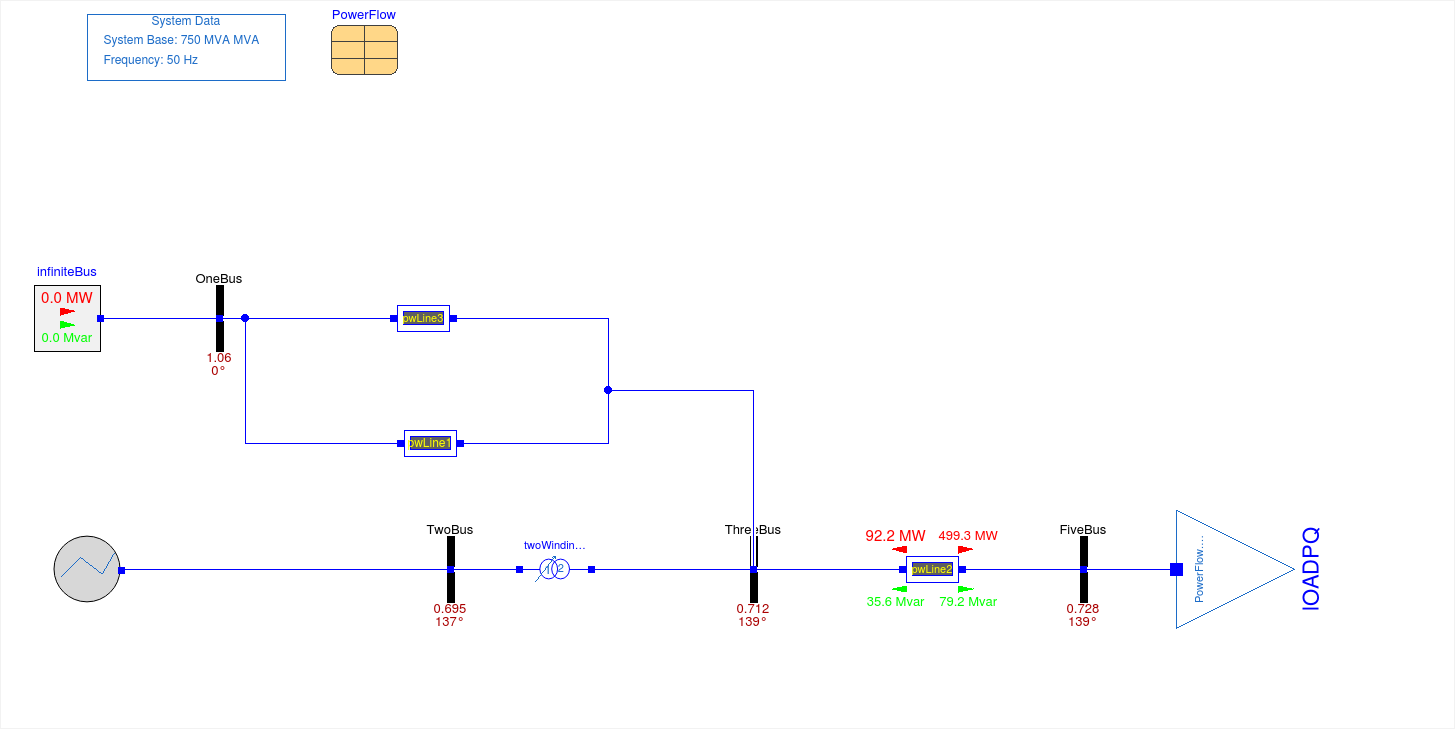 System Data
System Base: 750 MVA MVA
Frequency: 50 Hz
PowerFlow
infiniteBus
0.0 MW
0.0 Mvar
OneBus
1.06
0°
owLine3
owLine1
TwoBus
0.695
137°
twoWindin...
1 2
ThreeBus
0.712
139°
92.2 MW
499.3 MW
owLine2
35.6 Mvar
79.2 Mvar
FiveBus
0.728
139°
PowerFlow....
lOADPQ